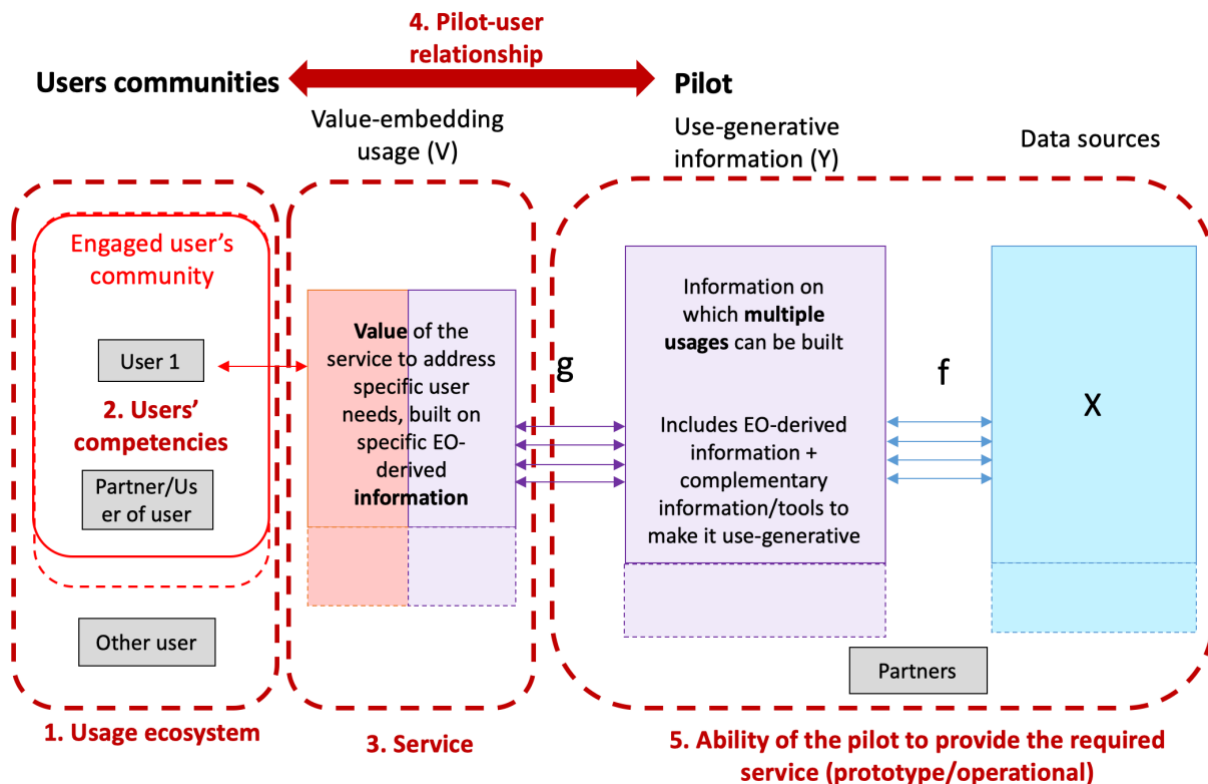 4. Pilot-user
relationship
Users communities
Pilot
Value-embedding
usage (V)
Use-generative
information (Y)
Data sources
Engaged user’s
community
User 1
2. Users’
competencies
Partner/Us
er of user
Other user
1. Usage ecosystem
Value of the
service to address
specific user
needs, built on
specific EO-
derived
information
3. Service
g
Information on
which multiple
usages can be built
Includes EO-derived
information +
complementary
information/tools to
make it use-generative
f
X
Partners
5. Ability of the pilot to provide the required
service (prototype/operational)